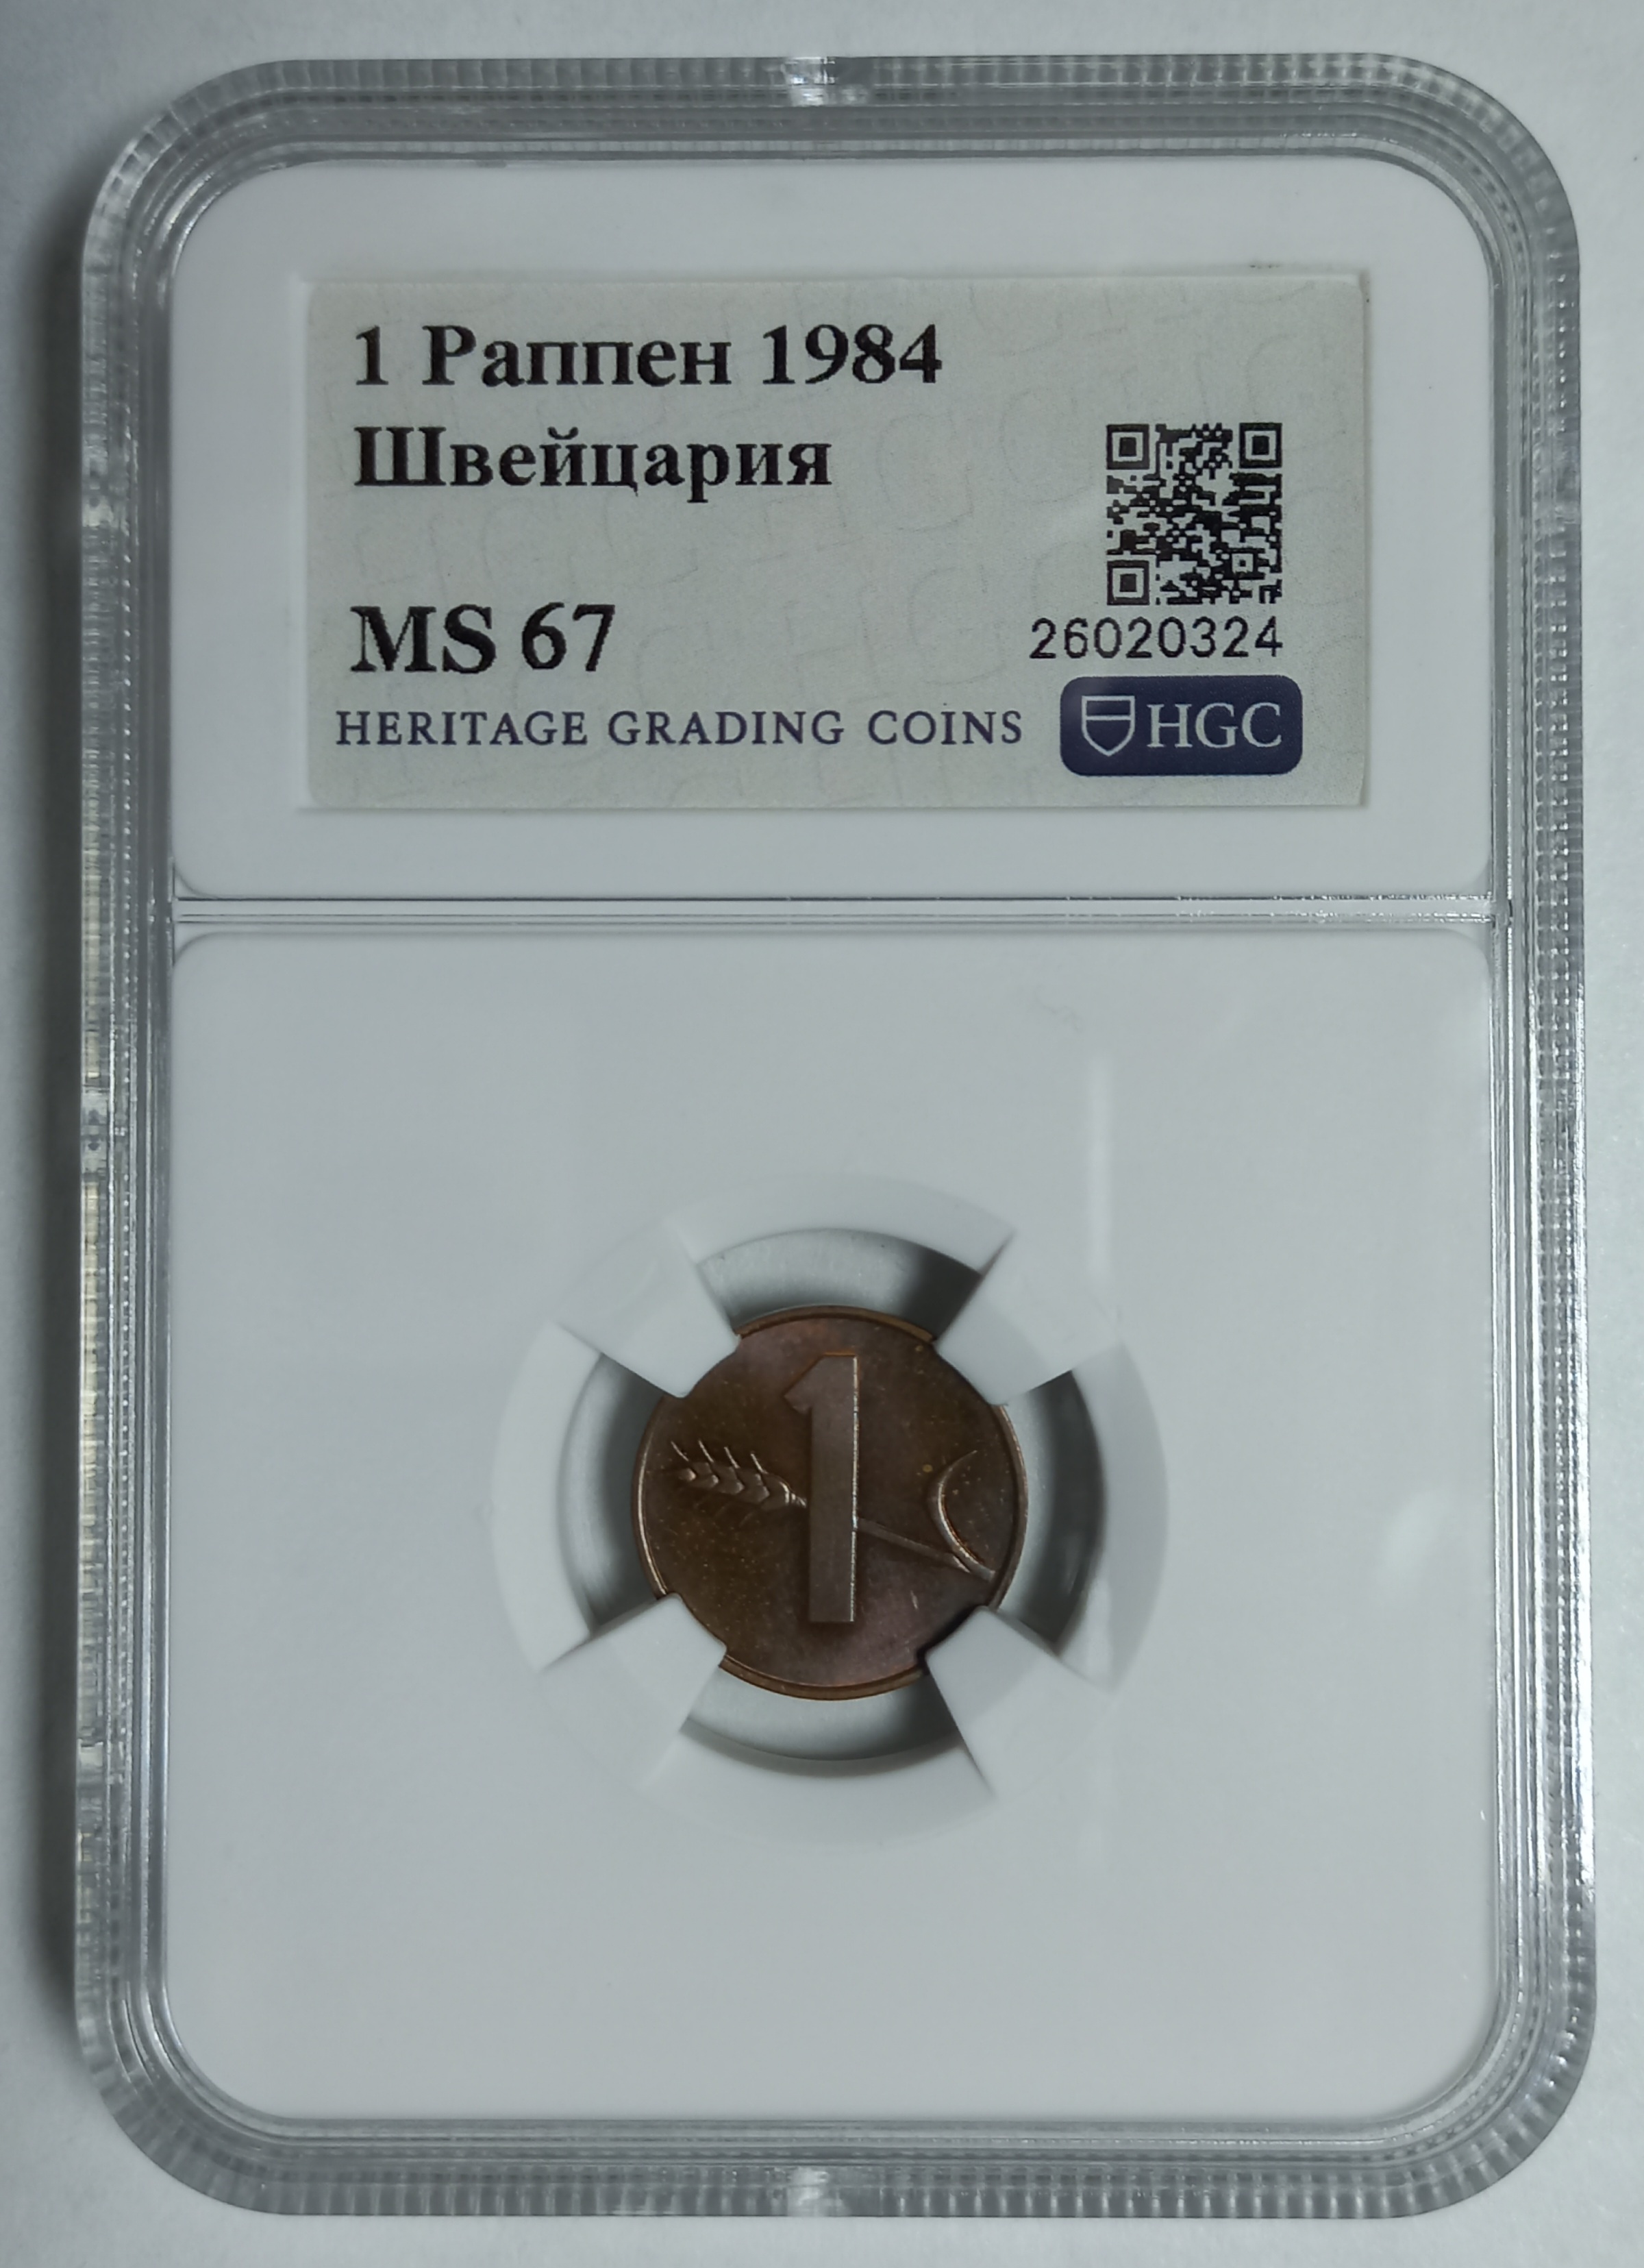 1 Раппен 1984
Швейцария
MS 67
26020324
HERITAGE GRADING COINS
HGC
1